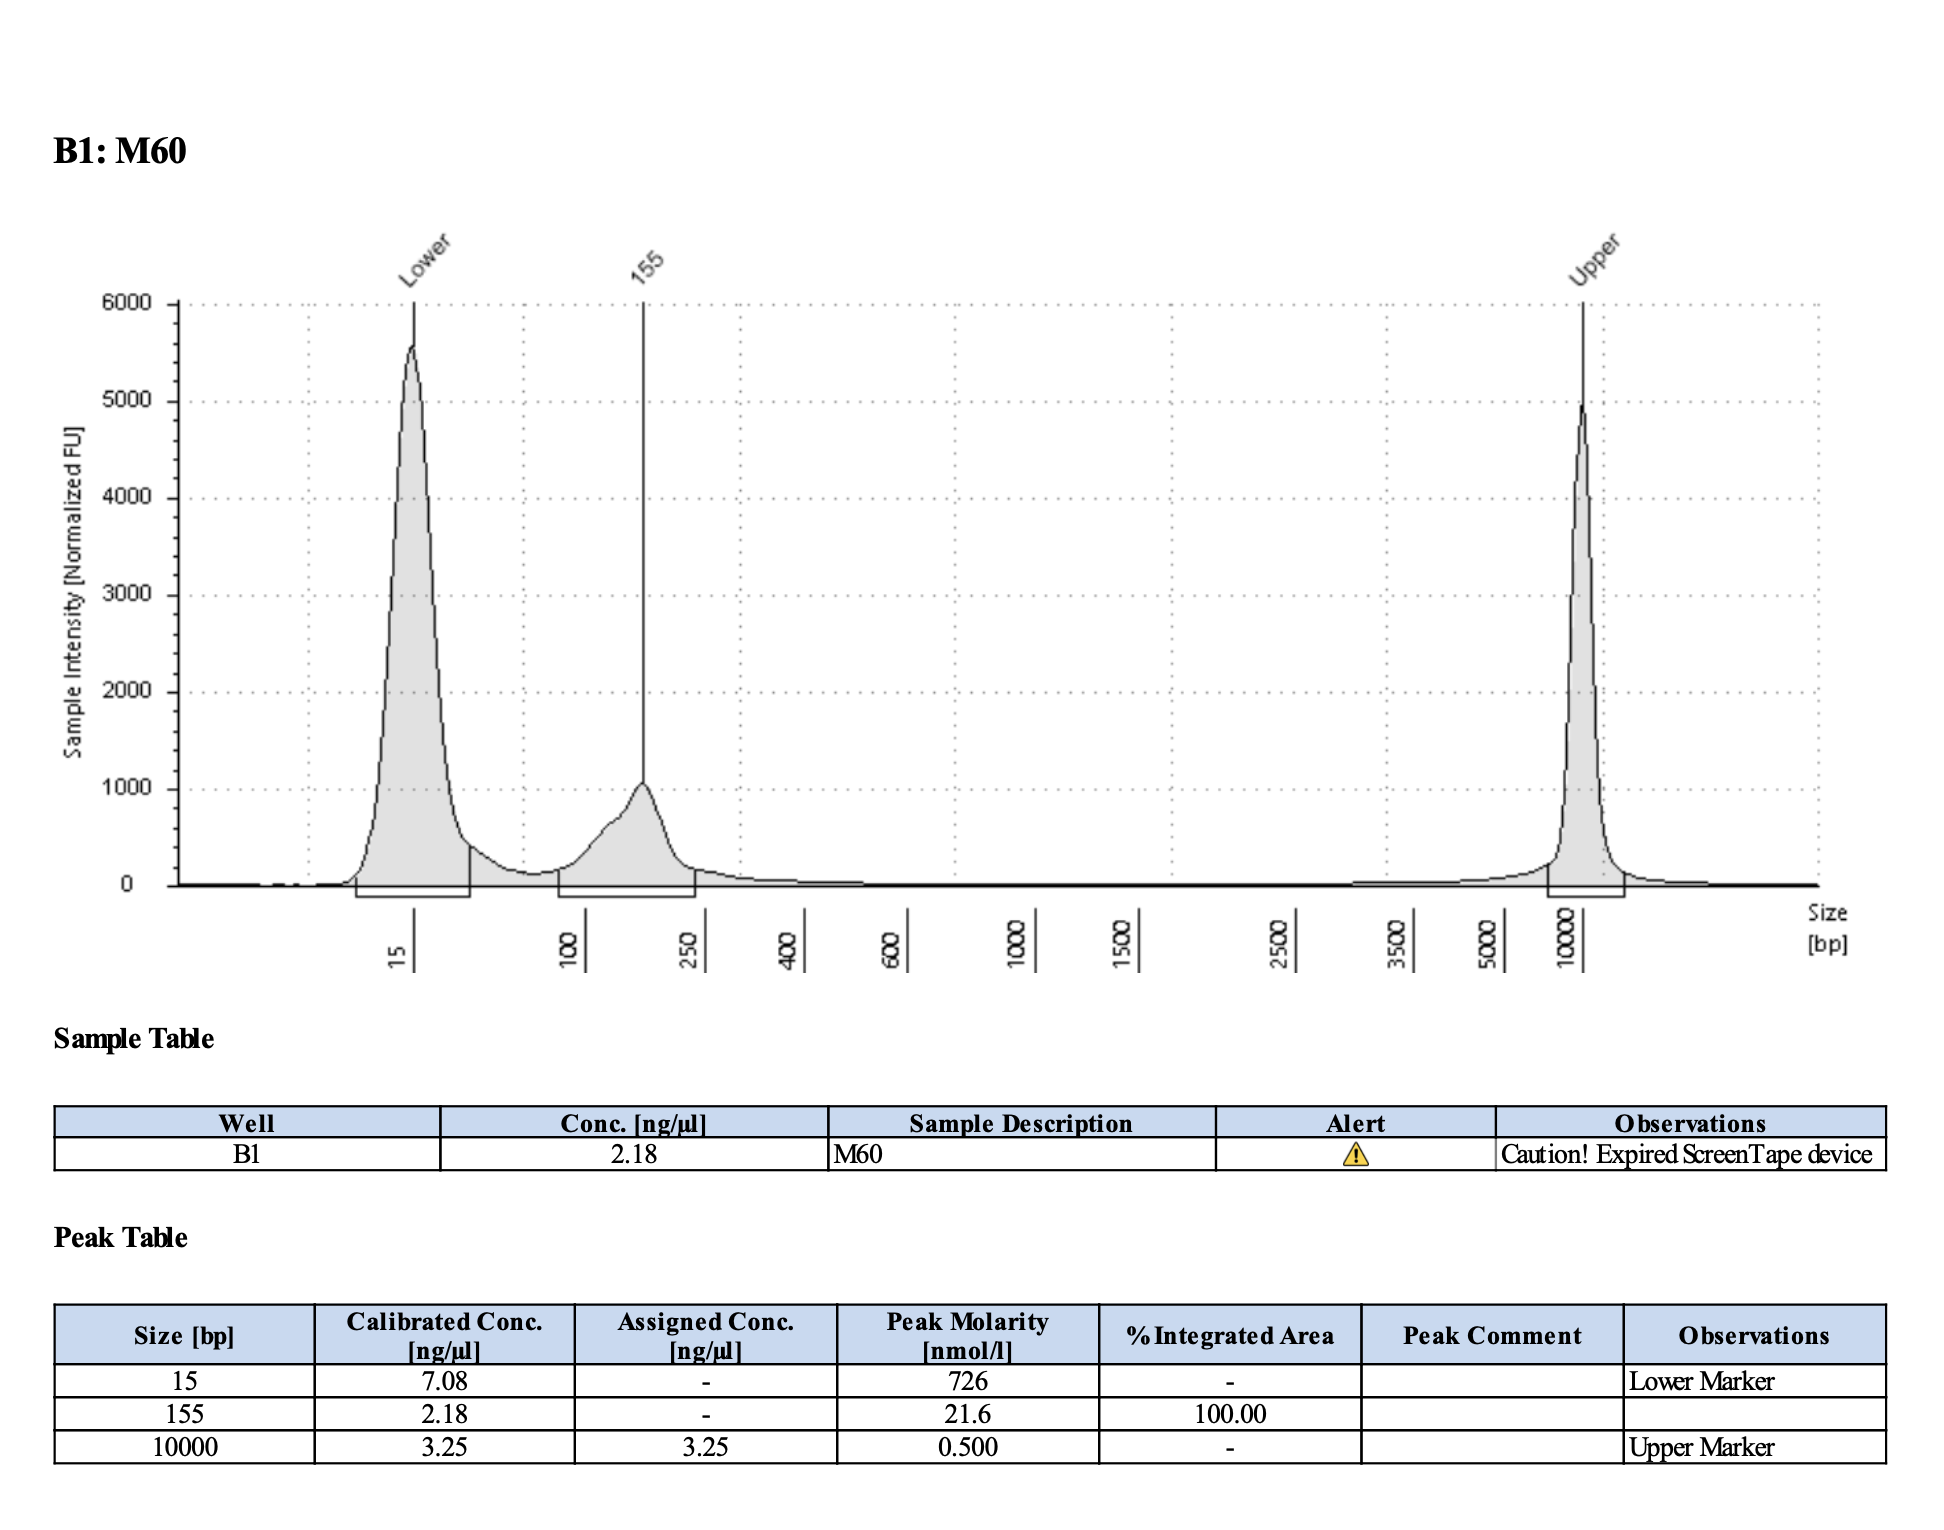 B1: M60
Lower 155 Upper
6000
5000
4000
3000
2000
1000
0
Sample Intensity [Normalized FU]
15 100 250 400 600 1000 1500 2500 3500 5000 10000
Size
[bp]
Sample Table
Well Conc. [ng/µl] Sample Description Alert Observations
B1 2.18 M60 Caution! Expired ScreenTape device
Peak Table
Size [bp] Calibrated Conc. [ng/µl] Assigned Conc. [ng/µl] Peak Molarity [nmol/l] % Integrated Area Peak Comment Observations
15 7.08 - 726 - Lower Marker
155 2.18 - 21.6 100.00
10000 3.25 3.25 0.500 - Upper Marker